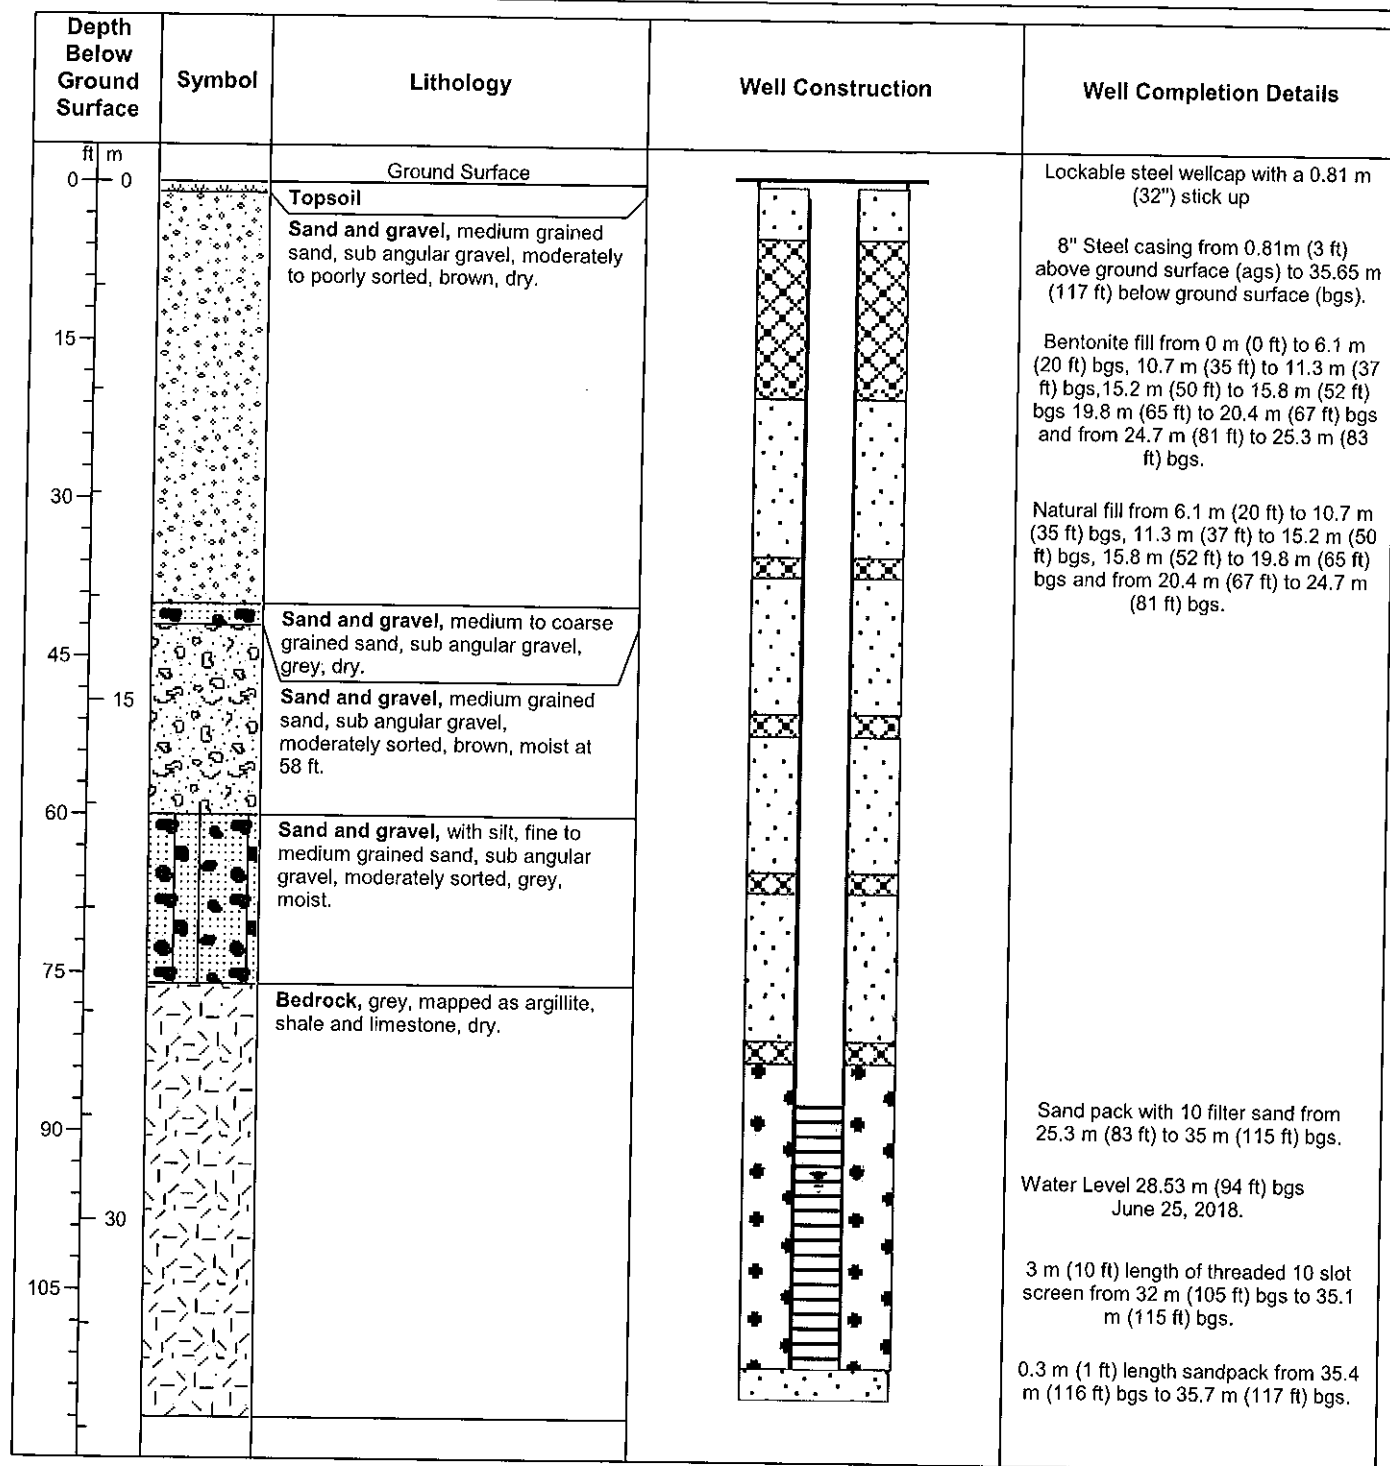 Depth
Below
Ground
Surface
Symbol
Lithology
Well Construction
Well Completion Details
ft m
0 0
Ground Surface
Topsoil
Sand and gravel, medium grained
sand, sub angular gravel, moderately
to poorly sorted, brown, dry.
15
30
Sand and gravel, medium to coarse
grained sand, sub angular gravel,
grey, dry.
45
15
Sand and gravel, medium grained
sand, sub angular gravel,
moderately sorted, brown, moist at
58 ft.
60
Sand and gravel, with silt, fine to
medium grained sand, sub angular
gravel, moderately sorted, grey,
moist.
75
Bedrock, grey, mapped as argillite,
shale and limestone, dry.
90
30
105
Lockable steel wellcap with a 0.81 m
(32") stick up
8" Steel casing from 0.81m (3 ft)
above ground surface (ags) to 35.65 m
(117 ft) below ground surface (bgs).
Bentonite fill from 0 m (0 ft) to 6.1 m
(20 ft) bgs, 10.7 m (35 ft) to 11.3 m (37
ft) bgs,15.2 m (50 ft) to 15.8 m (52 ft)
bgs 19.8 m (65 ft) to 20.4 m (67 ft) bgs
and from 24.7 m (81 ft) to 25.3 m (83
ft) bgs.
Natural fill from 6.1 m (20 ft) to 10.7 m
(35 ft) bgs, 11.3 m (37 ft) to 15.2 m (50
ft) bgs, 15.8 m (52 ft) to 19.8 m (65 ft)
bgs and from 20.4 m (67 ft) to 24.7 m
(81 ft) bgs.
Sand pack with 10 filter sand from
25.3 m (83 ft) to 35 m (115 ft) bgs.
Water Level 28.53 m (94 ft) bgs
June 25, 2018.
3 m (10 ft) length of threaded 10 slot
screen from 32 m (105 ft) bgs to 35.1
m (115 ft) bgs.
0.3 m (1 ft) length sandpack from 35.4
m (116 ft) bgs to 35.7 m (117 ft) bgs.